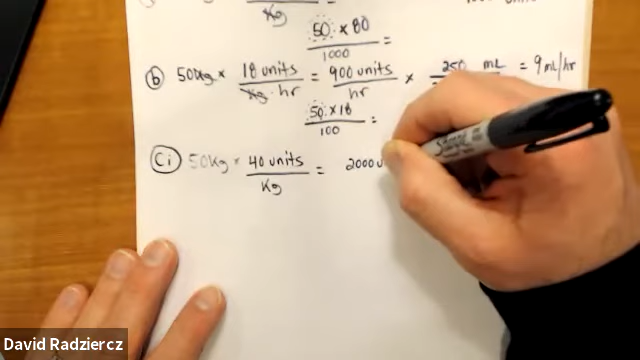 Kg
50 × 80
1000 =
(b) 50Kg × 18 units = 900 units × 250 mL = 9 mL/hr
Kg · hr hr
50 × 18
100 =
(Ci) 50Kg × 40 units = 2000 u
Kg
Sharpie
David Radziercz